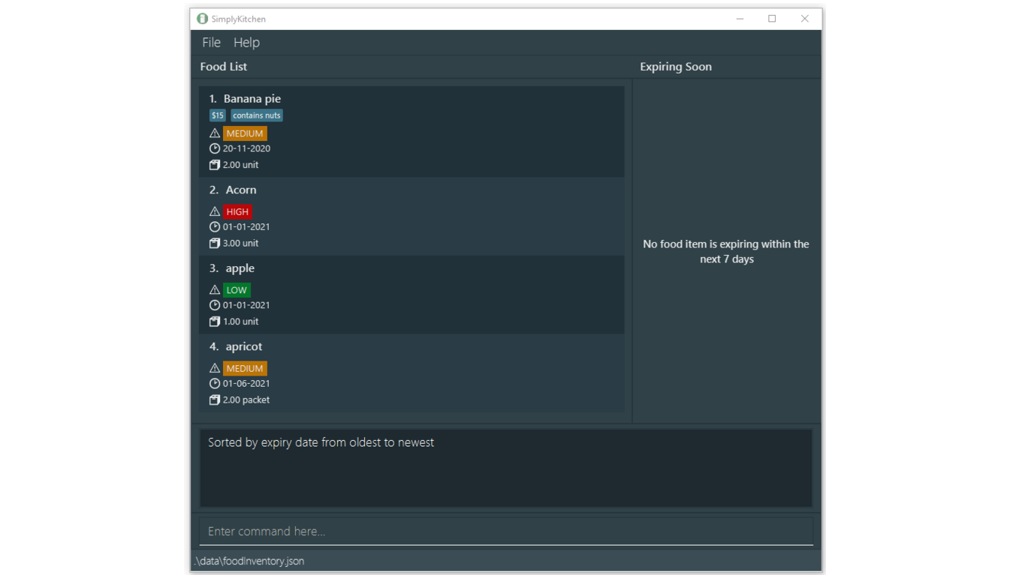 SimplyKitchen
File Help
Food List
Expiring Soon
1. Banana pie
$15 contains nuts
MEDIUM
20-11-2020
2.00 unit
2. Acorn
HIGH
01-01-2021
3.00 unit
3. apple
LOW
01-01-2021
1.00 unit
4. apricot
MEDIUM
01-06-2021
2.00 packet
No food item is expiring within the
next 7 days
Sorted by expiry date from oldest to newest
Enter command here...
.\data\foodInventory.json